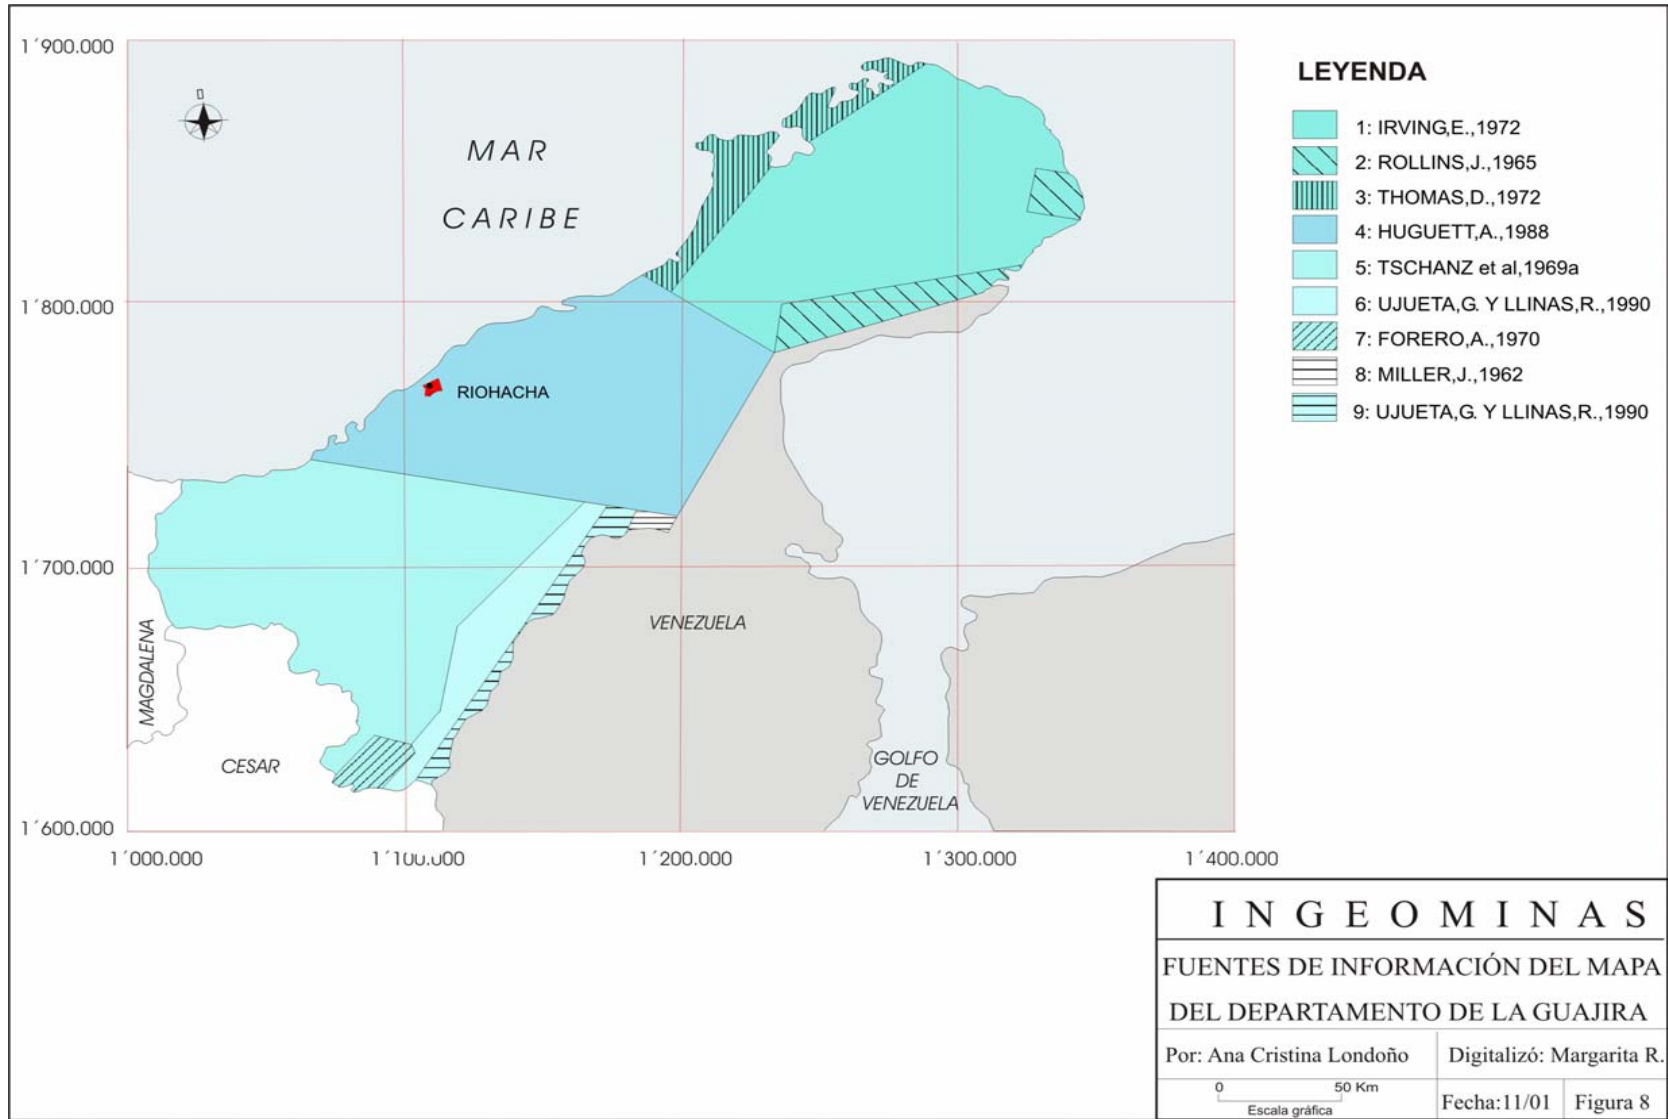 1´900.000
MAR
CARIBE
1´800.000
RIOHACHA
1´700.000
VENEZUELA
MAGDALENA
CESAR
GOLFO
DE
VENEZUELA
1´600.000
1´000.000
1´100.000
1´200.000
1´300.000
1´400.000
LEYENDA
1: IRVING,E.,1972
2: ROLLINS,J.,1965
3: THOMAS,D.,1972
4: HUGUETT,A.,1988
5: TSCHANZ et al,1969a
6: UJUETA,G. Y LLINAS,R.,1990
7: FORERO,A.,1970
8: MILLER,J.,1962
9: UJUETA,G. Y LLINAS,R.,1990
INGEOMINAS
FUENTES DE INFORMACIÓN DEL MAPA
DEL DEPARTAMENTO DE LA GUAJIRA
Por: Ana Cristina Londoño
Digitalizó: Margarita R.
0 50 Km
Escala gráfica
Fecha:11/01
Figura 8